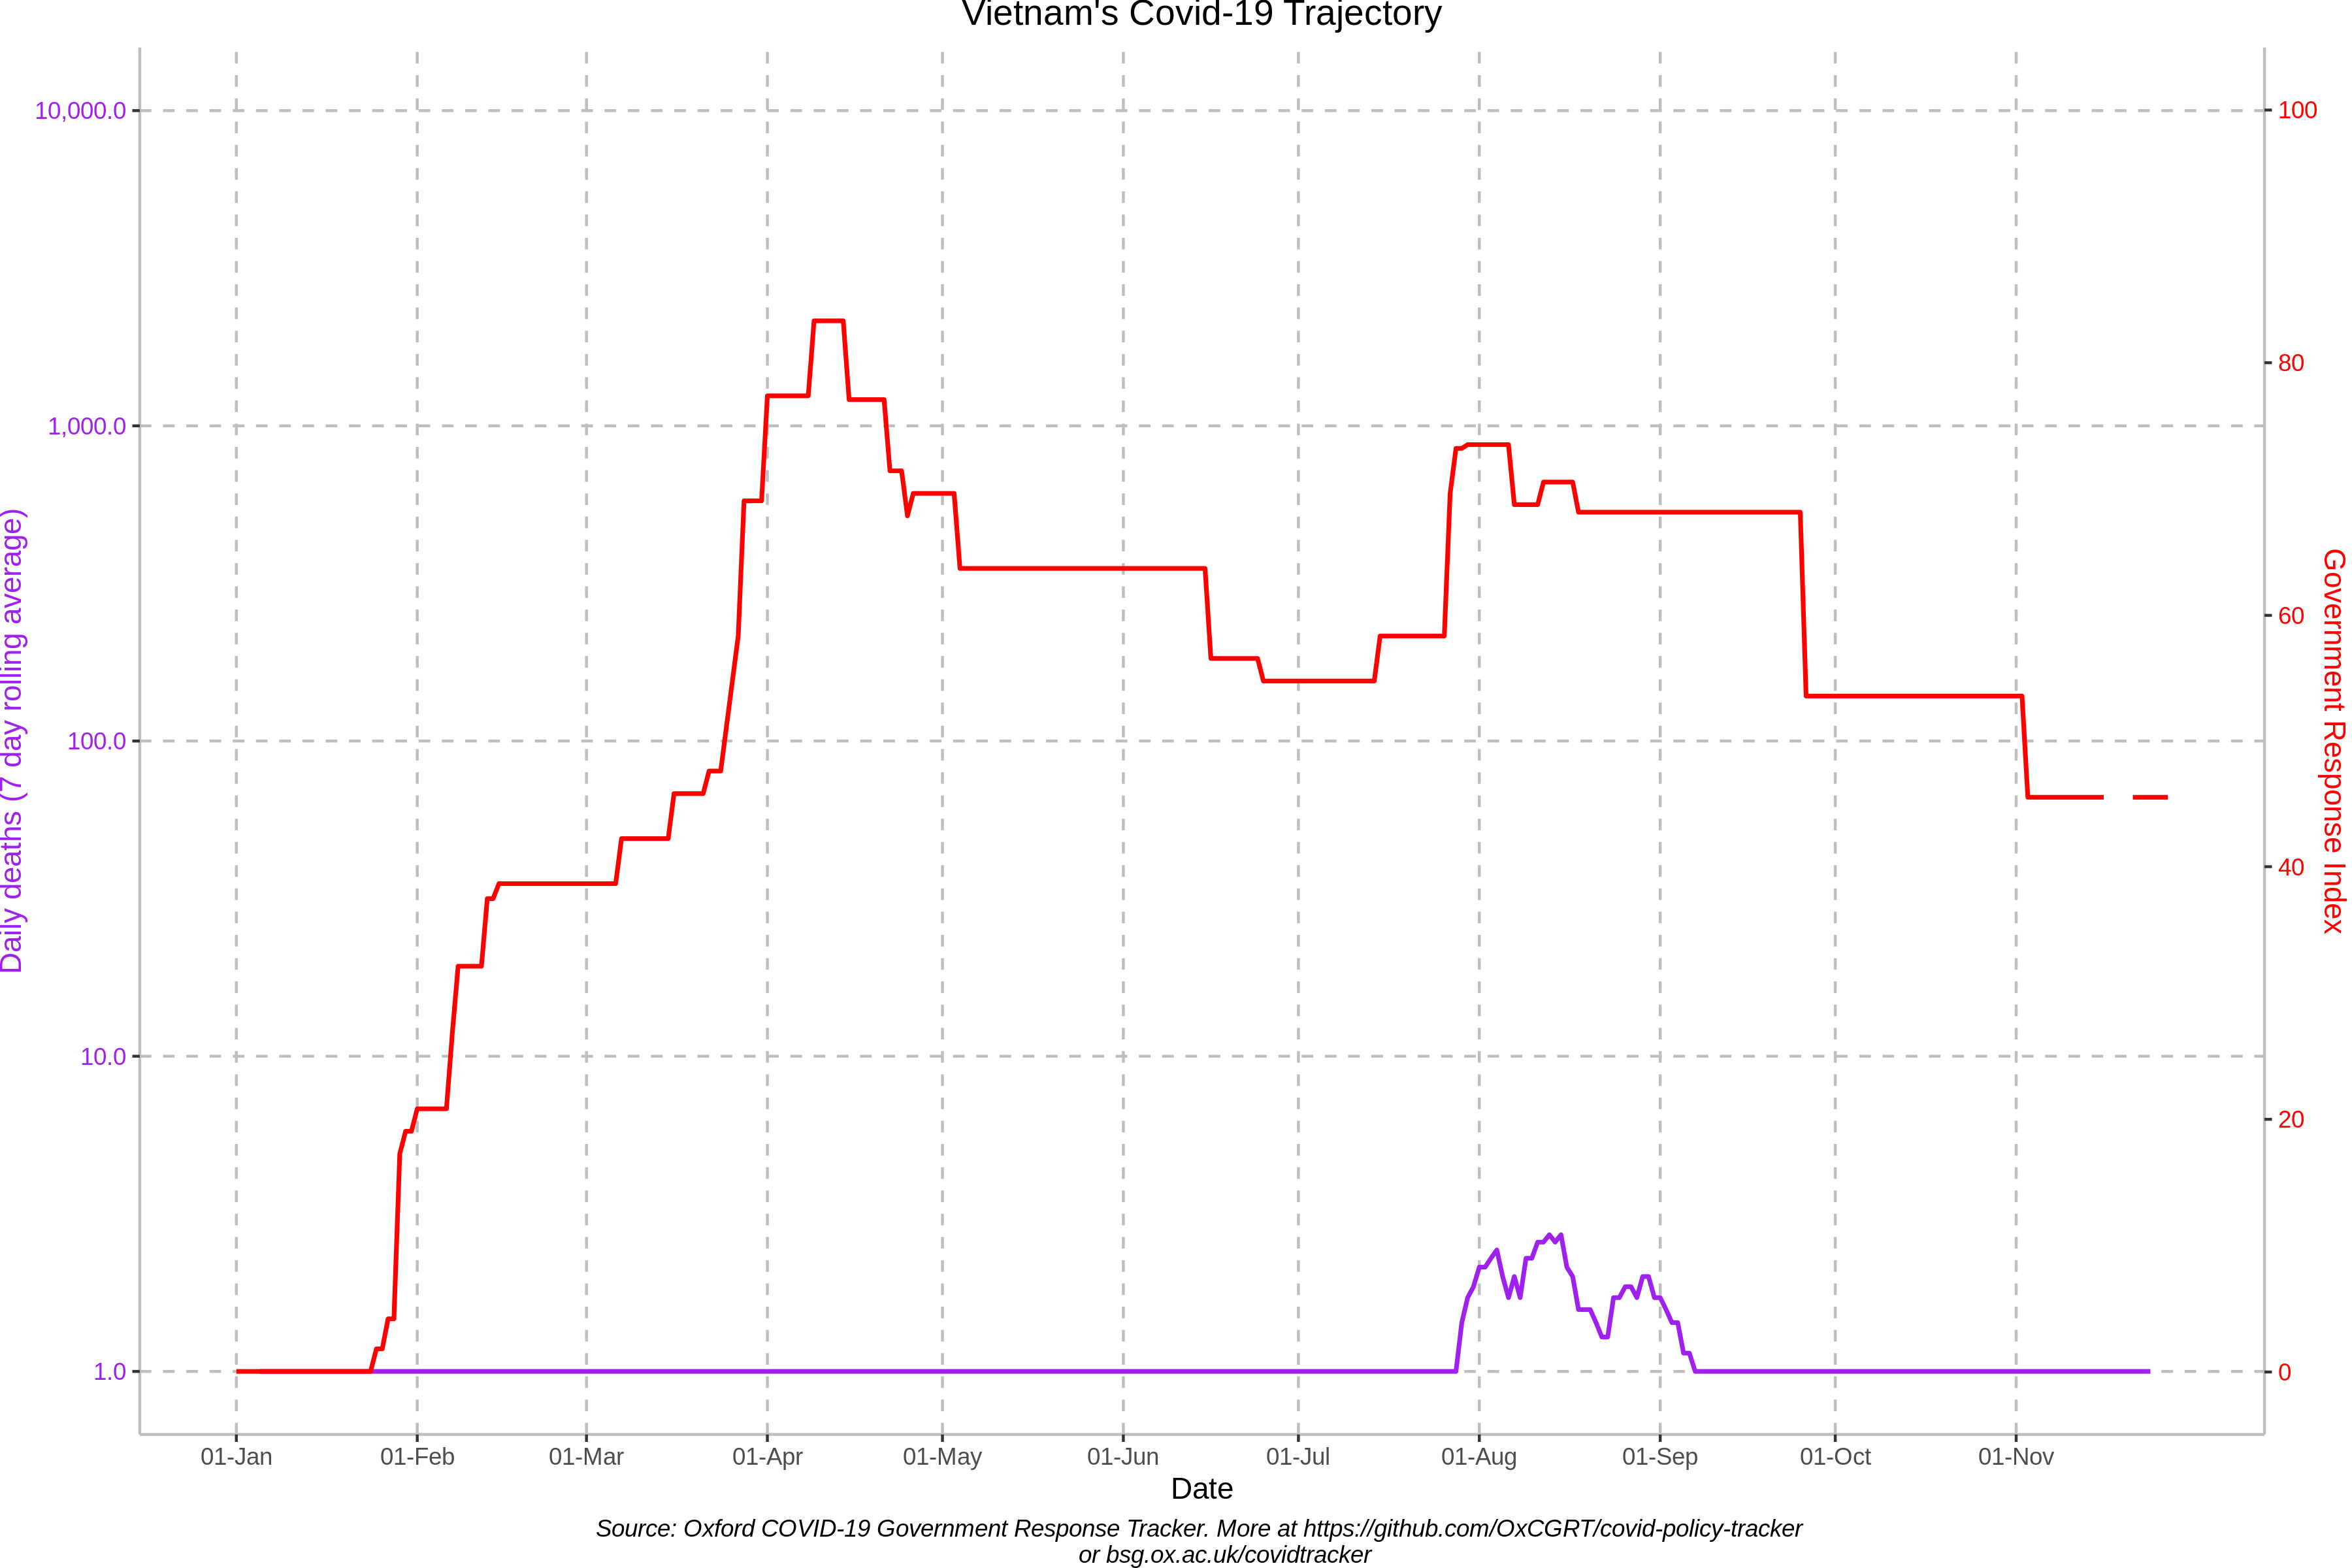 Vietnam's Covid-19 Trajectory
10,000.0
1,000.0
100.0
10.0
1.0
Daily deaths (7 day rolling average)
100
80
60
40
20
0
Government Response Index
01-Jan 01-Feb 01-Mar 01-Apr 01-May 01-Jun 01-Jul 01-Aug 01-Sep 01-Oct 01-Nov
Date
Source: Oxford COVID-19 Government Response Tracker. More at https://github.com/OxCGRT/covid-policy-tracker
or bsg.ox.ac.uk/covidtracker